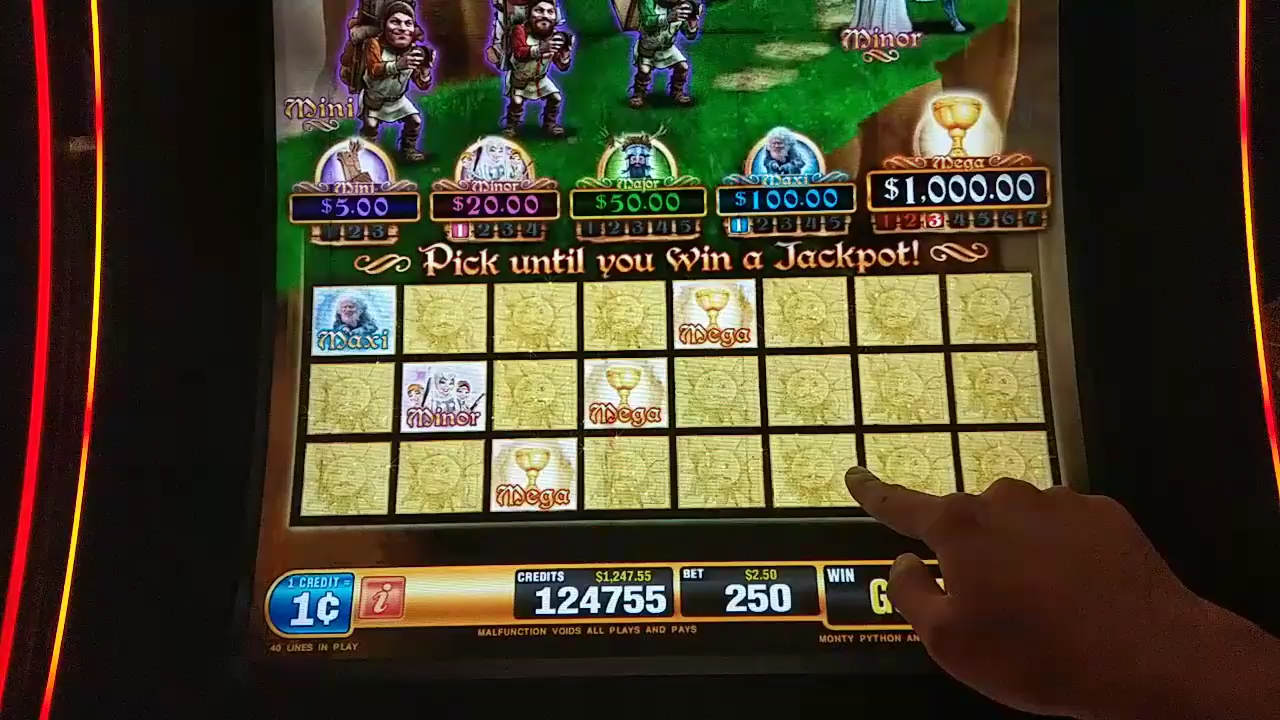 Minor
Mini
Mini
Minor
Major
Maxi
Mega
$5.00
$20.00
$50.00
$100.00
$1,000.00
2 3
1 2 3 4
1 2 3 4 5
1 2 3 4 5
1 2 3 4 5 6 7
Pick until you Win a Jackpot!
Maxi
Mega
Minor
Mega
Mega
1 CREDIT =
1¢
i
CREDITS
$1,247.55
124755
BET
$2.50
250
WIN
MALFUNCTION VOIDS ALL PLAYS AND PAYS
MONTY PYTHON
40 LINES IN PLAY